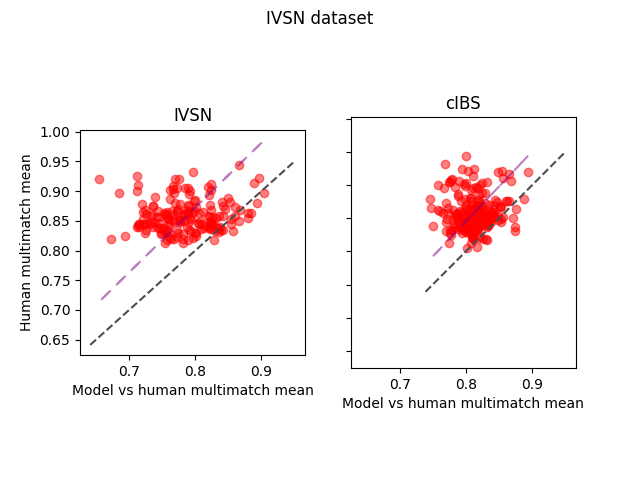 IVSN dataset
IVSN
cIBS
1.00
0.95
0.90
0.85
0.80
0.75
0.70
0.65
Human multimatch mean
0.7 0.8 0.9
Model vs human multimatch mean
0.7 0.8 0.9
Model vs human multimatch mean